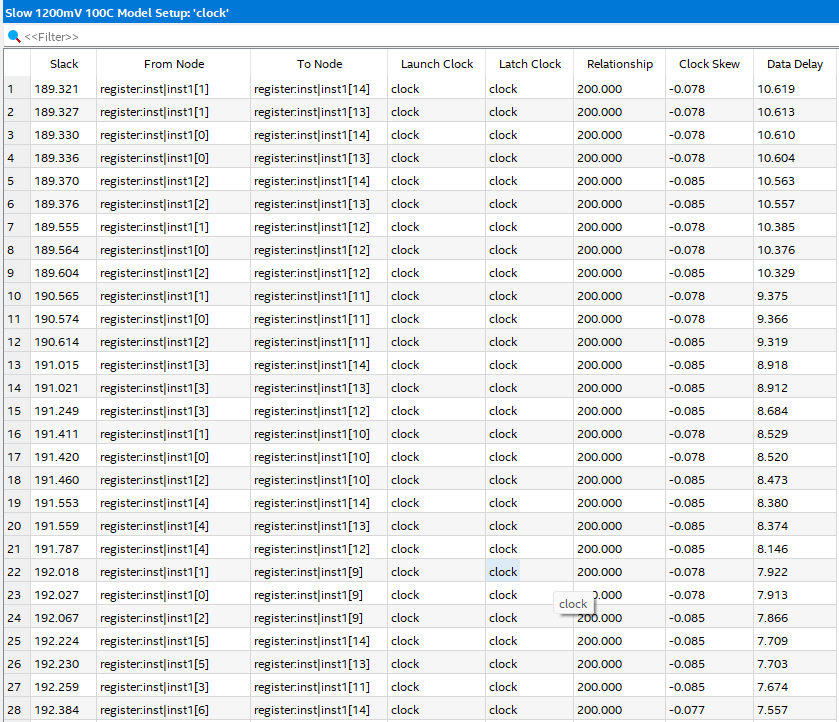 Slow 1200mV 100C Model Setup: 'clock'
<<Filter>>
Slack From Node To Node Launch Clock Latch Clock Relationship Clock Skew Data Delay
1 189.321 register:inst|inst1[1] register:inst|inst1[14] clock clock 200.000 -0.078 10.619
2 189.327 register:inst|inst1[1] register:inst|inst1[13] clock clock 200.000 -0.078 10.613
3 189.330 register:inst|inst1[0] register:inst|inst1[14] clock clock 200.000 -0.078 10.610
4 189.336 register:inst|inst1[0] register:inst|inst1[13] clock clock 200.000 -0.078 10.604
5 189.370 register:inst|inst1[2] register:inst|inst1[14] clock clock 200.000 -0.085 10.563
6 189.376 register:inst|inst1[2] register:inst|inst1[13] clock clock 200.000 -0.085 10.557
7 189.555 register:inst|inst1[1] register:inst|inst1[12] clock clock 200.000 -0.078 10.385
8 189.564 register:inst|inst1[0] register:inst|inst1[12] clock clock 200.000 -0.078 10.376
9 189.604 register:inst|inst1[2] register:inst|inst1[12] clock clock 200.000 -0.085 10.329
10 190.565 register:inst|inst1[1] register:inst|inst1[11] clock clock 200.000 -0.078 9.375
11 190.574 register:inst|inst1[0] register:inst|inst1[11] clock clock 200.000 -0.078 9.366
12 190.614 register:inst|inst1[2] register:inst|inst1[11] clock clock 200.000 -0.085 9.319
13 191.015 register:inst|inst1[3] register:inst|inst1[14] clock clock 200.000 -0.085 8.918
14 191.021 register:inst|inst1[3] register:inst|inst1[13] clock clock 200.000 -0.085 8.912
15 191.249 register:inst|inst1[3] register:inst|inst1[12] clock clock 200.000 -0.085 8.684
16 191.411 register:inst|inst1[1] register:inst|inst1[10] clock clock 200.000 -0.078 8.529
17 191.420 register:inst|inst1[0] register:inst|inst1[10] clock clock 200.000 -0.078 8.520
18 191.460 register:inst|inst1[2] register:inst|inst1[10] clock clock 200.000 -0.085 8.473
19 191.553 register:inst|inst1[4] register:inst|inst1[14] clock clock 200.000 -0.085 8.380
20 191.559 register:inst|inst1[4] register:inst|inst1[13] clock clock 200.000 -0.085 8.374
21 191.787 register:inst|inst1[4] register:inst|inst1[12] clock clock 200.000 -0.085 8.146
22 192.018 register:inst|inst1[1] register:inst|inst1[9] clock clock 200.000 -0.078 7.922
23 192.027 register:inst|inst1[0] register:inst|inst1[9] clock clock 0.000 -0.078 7.913
clock
24 192.067 register:inst|inst1[2] register:inst|inst1[9] clock clock 200.000 -0.085 7.866
25 192.224 register:inst|inst1[5] register:inst|inst1[14] clock clock 200.000 -0.085 7.709
26 192.230 register:inst|inst1[5] register:inst|inst1[13] clock clock 200.000 -0.085 7.703
27 192.259 register:inst|inst1[3] register:inst|inst1[11] clock clock 200.000 -0.085 7.674
28 192.384 register:inst|inst1[6] register:inst|inst1[14] clock clock 200.000 -0.077 7.557